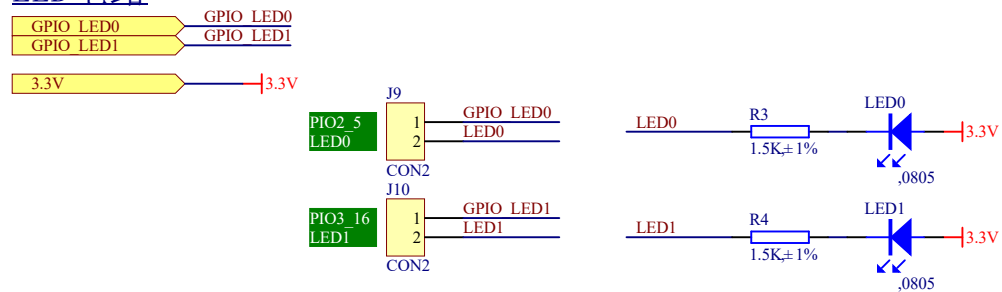 GPIO_LED0 GPIO_LED0
GPIO_LED1 GPIO_LED1
3.3V 3.3V
J9
PIO2_5 1 GPIO_LED0
LED0 2 LED0
CON2
LED0 R3 LED0 3.3V
1.5K,±1%
,0805
J10
PIO3_16 1 GPIO_LED1
LED1 2 LED1
CON2
LED1 R4 LED1 3.3V
1.5K,±1%
,0805